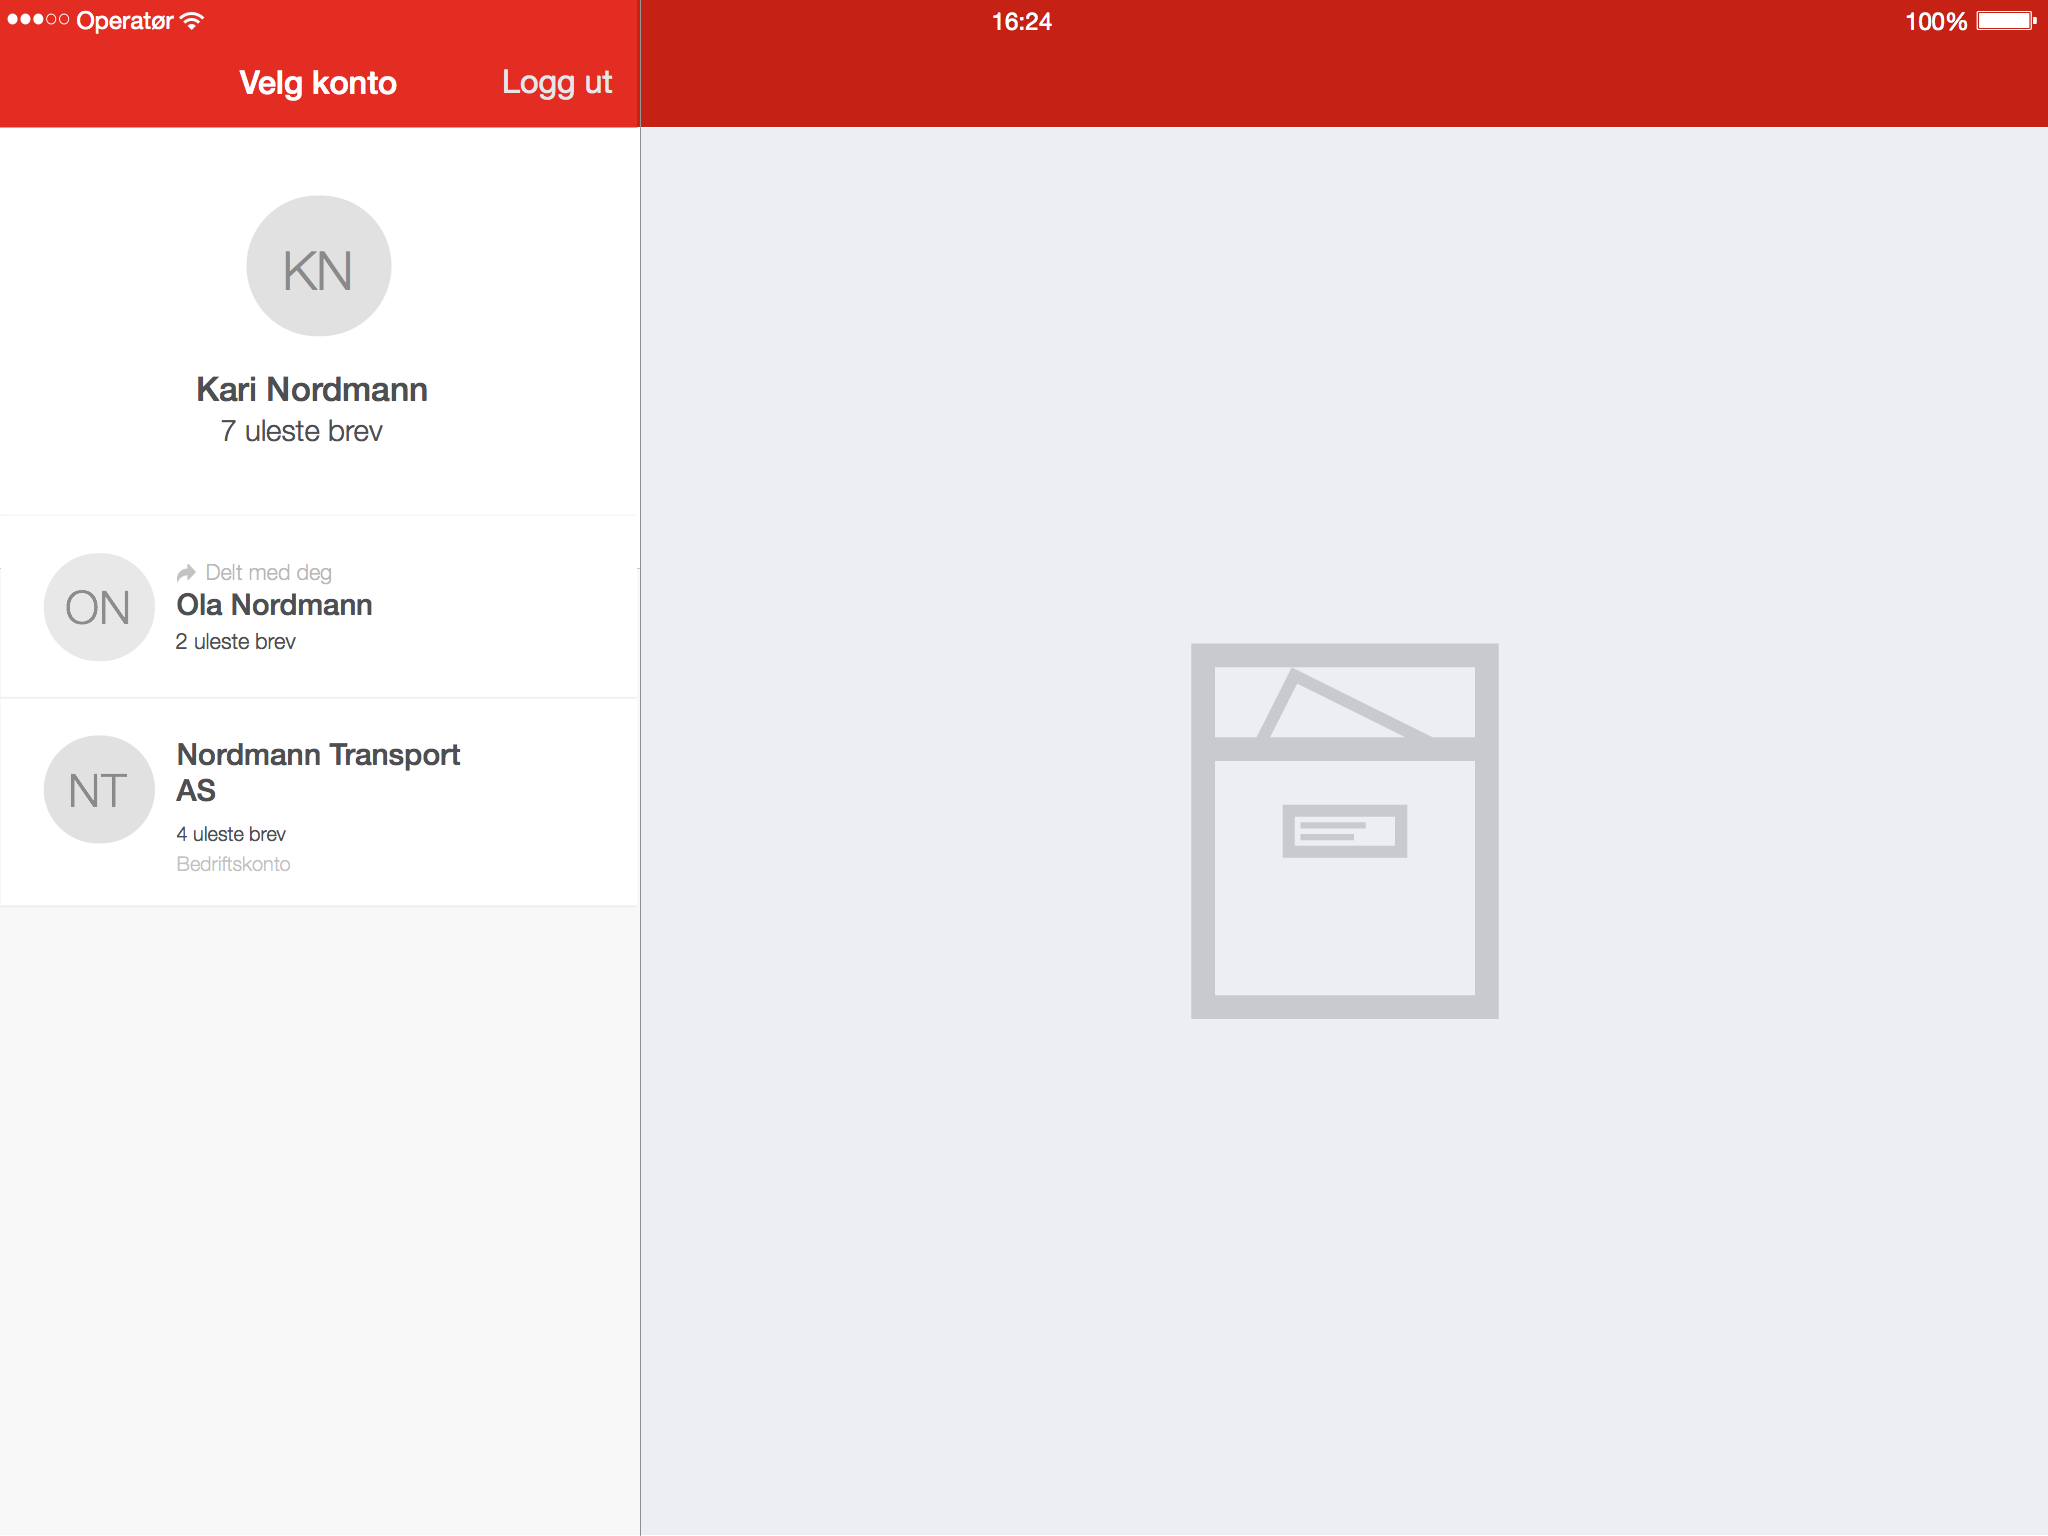 Operatør
16:24
100%
Velg konto
Logg ut
KN
Kari Nordmann
7 uleste brev
ON
Delt med deg
Ola Nordmann
2 uleste brev
NT
Nordmann Transport
AS
4 uleste brev
Bedriftskonto